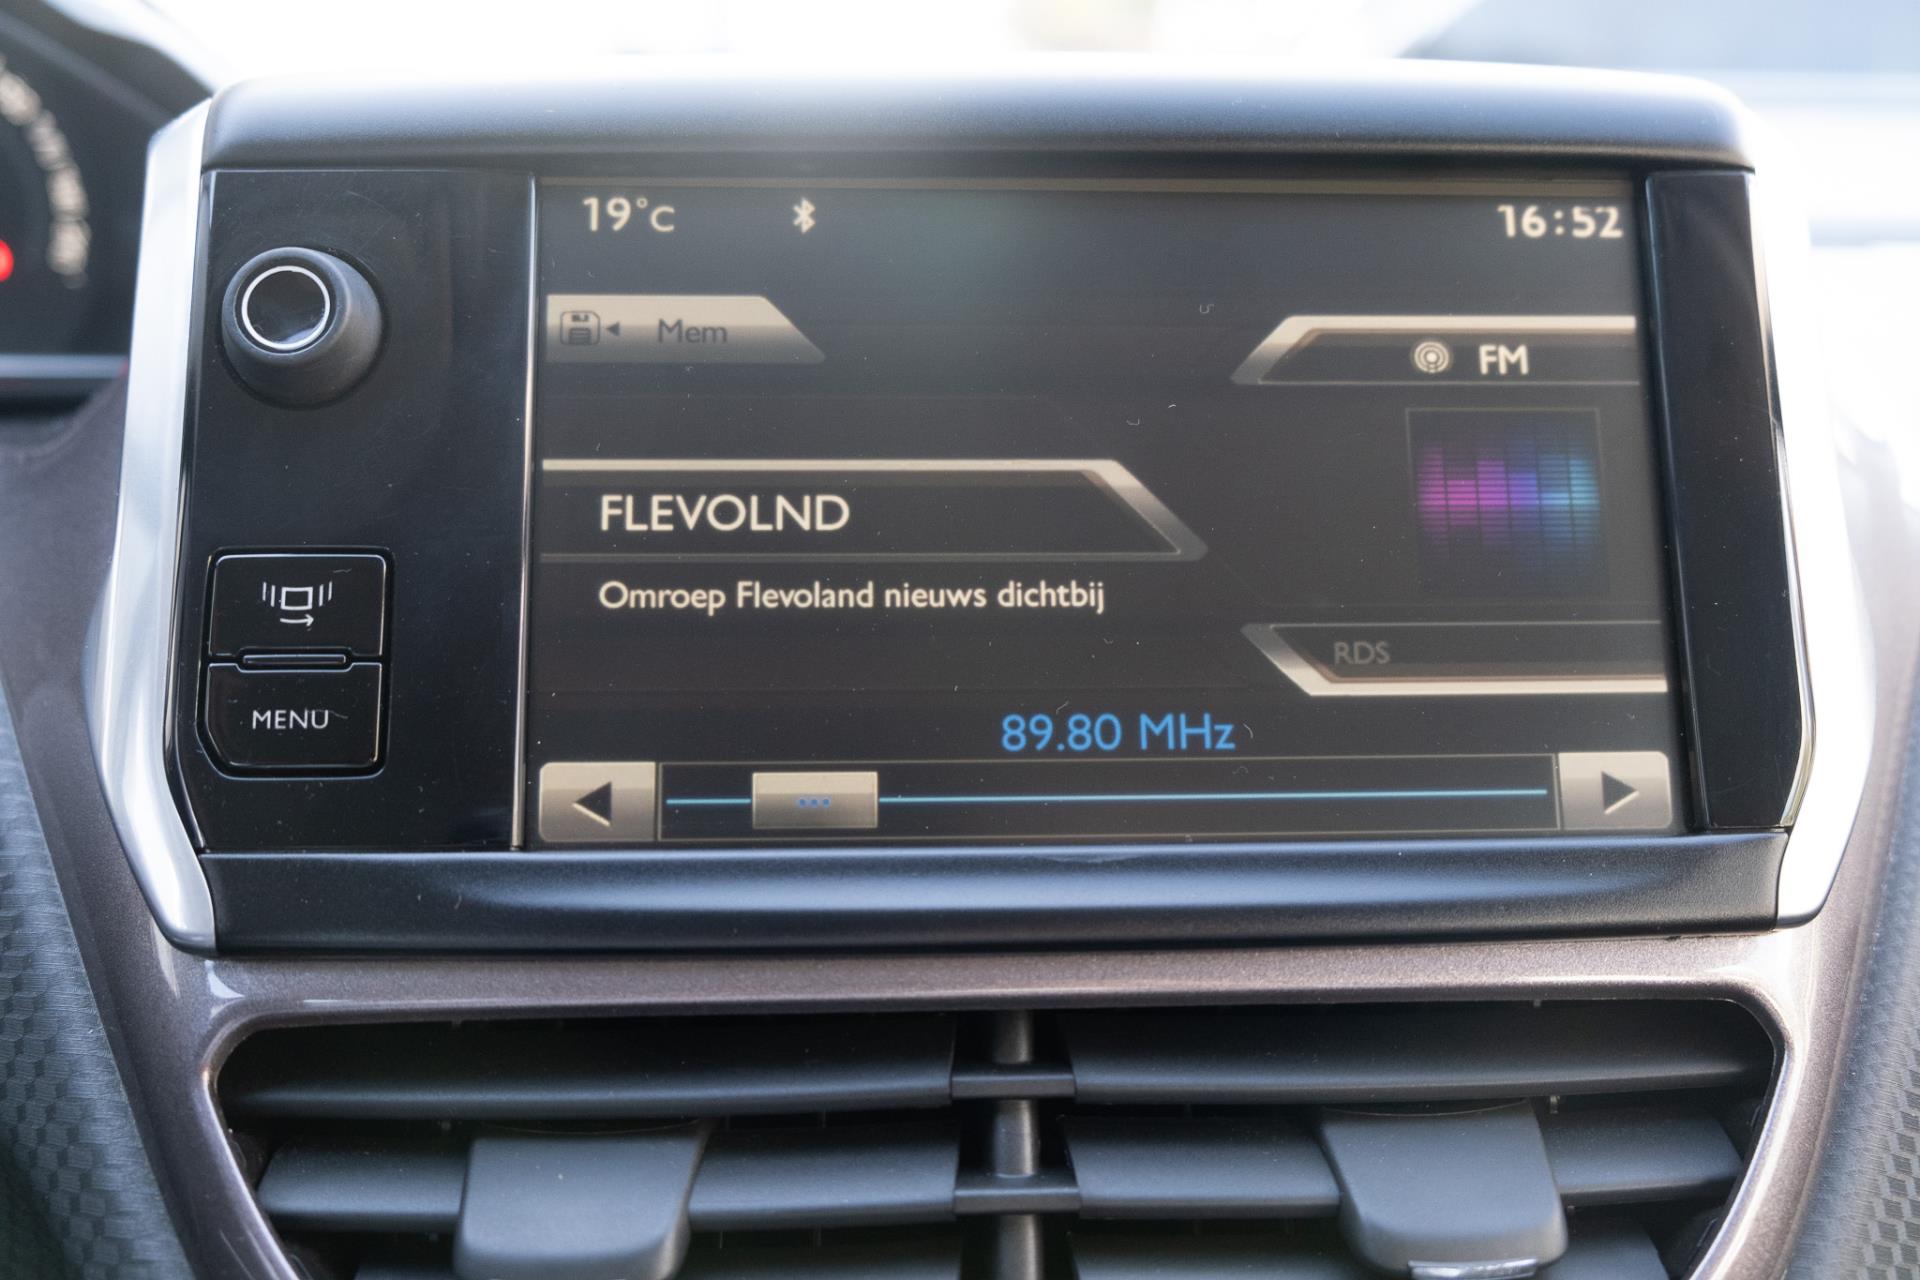 19°C 16:52
Mem
FM
FLEVOLND
Omroep Flevoland nieuws dichtbij
RDS
MENU
89.80 MHz